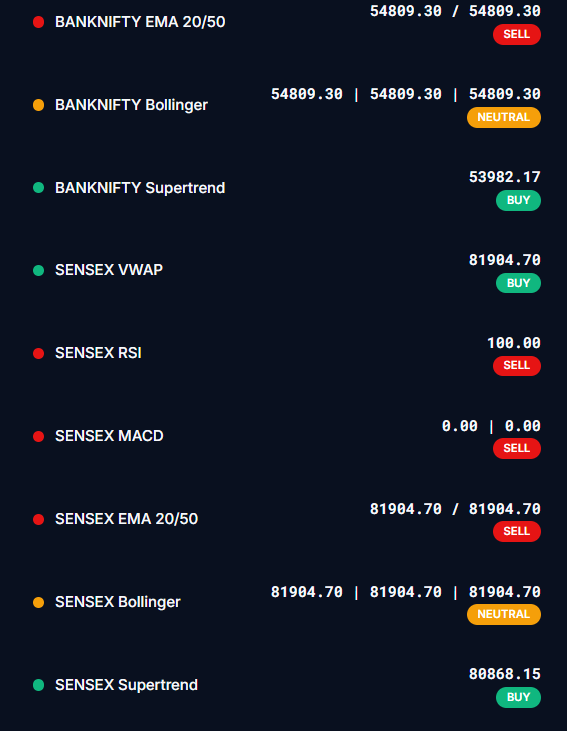 BANKNIFTY EMA 20/50 54809.30 / 54809.30
SELL
BANKNIFTY Bollinger 54809.30 | 54809.30 | 54809.30
NEUTRAL
BANKNIFTY Supertrend 53982.17
BUY
SENSEX VWAP 81904.70
BUY
SENSEX RSI 100.00
SELL
SENSEX MACD 0.00 | 0.00
SELL
SENSEX EMA 20/50 81904.70 / 81904.70
SELL
SENSEX Bollinger 81904.70 | 81904.70 | 81904.70
NEUTRAL
SENSEX Supertrend 80868.15
BUY